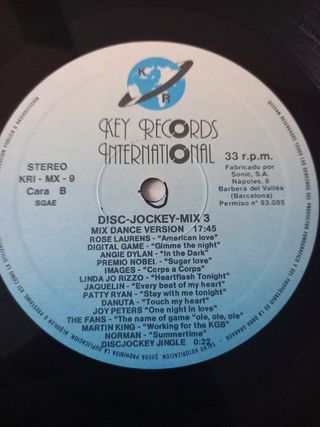 K R
KEY RECORDS
INTERNATIONAL
STEREO
KRI - MX - 9
Cara B
SGAE
33 r.p.m.
Fabricado por
Sonic, S.A.
Nápoles, 8
Barberá del Vallés
(Barcelona)
Permiso nº 93.085
DISC-JOCKEY-MIX 3
MIX DANCE VERSION 17:45
ROSE LAURENS - "American love"
DIGITAL GAME - "Gimme the night"
ANGIE DYLAN - "In the Dark"
PREMIO NOBEL - "Sugar love"
IMAGES - "Corps a Corps"
LINDA JO RIZZO - "Heartflash Tonight"
JAQUELIN - "Every beat of my heart"
PATTY RYAN - "Stay with me tonight"
DANUTA - "Touch my heart"
JOY PETERS "One night in love"
THE FANS - "The name of game "ole, ole, ole"
MARTIN KING - "Working for the KGB"
NORMAN - "Summertime"
DISCJOCKEY JINGLE 0:22